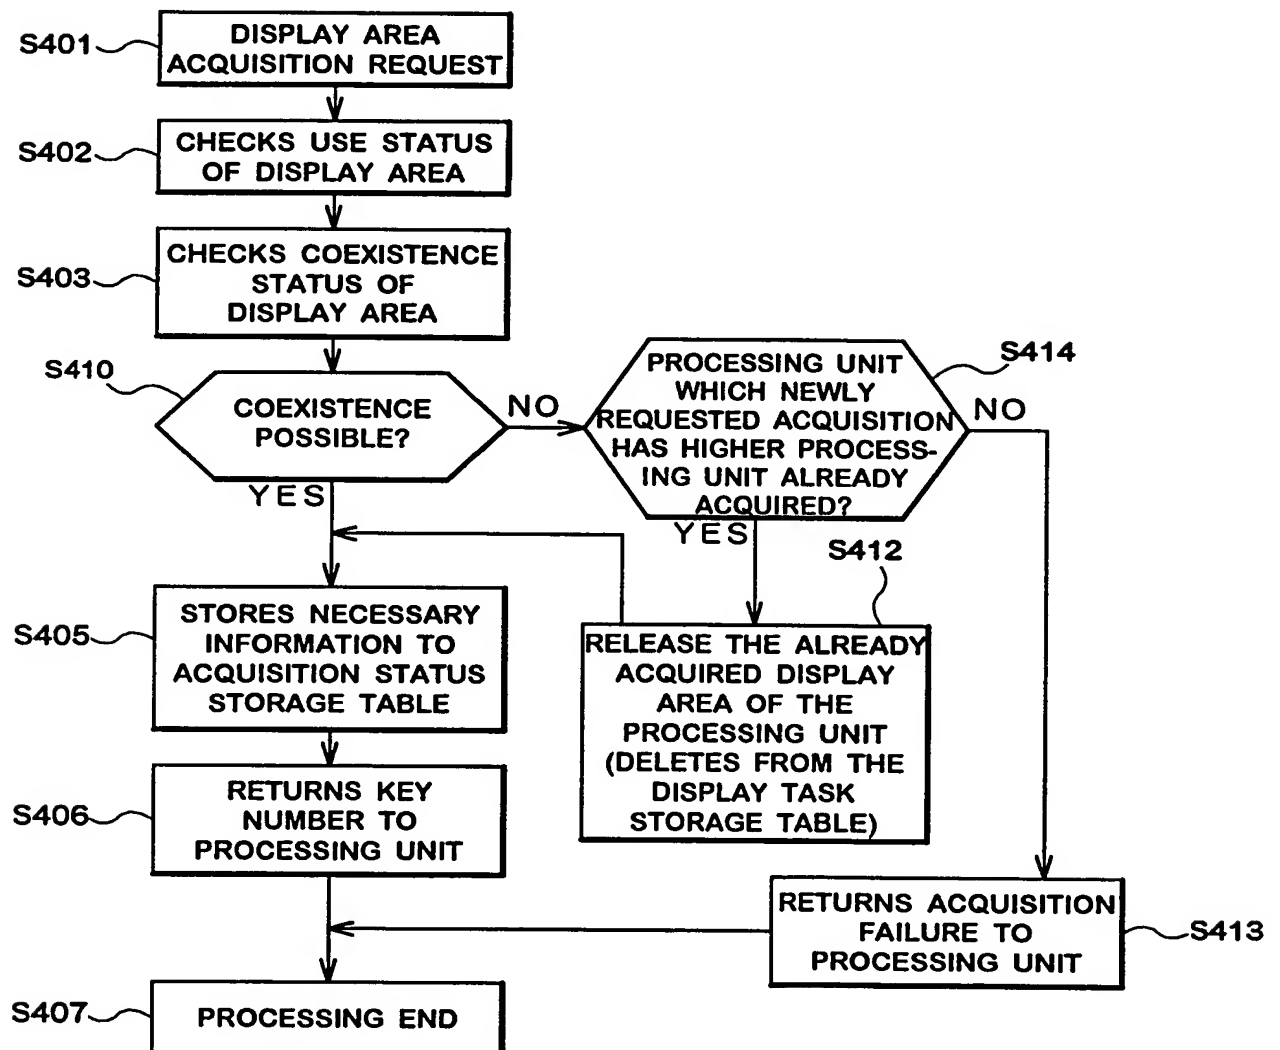 S401
DISPLAY AREA
ACQUISITION REQUEST
S402
CHECKS USE STATUS
OF DISPLAY AREA
S403
CHECKS COEXISTENCE
STATUS OF
DISPLAY AREA
S410
COEXISTENCE
POSSIBLE?
NO
YES
S414
PROCESSING UNIT
WHICH NEWLY
REQUESTED ACQUISITION
HAS HIGHER PROCESS-
ING UNIT ALREADY
ACQUIRED?
NO
YES
S412
RELEASE THE ALREADY
ACQUIRED DISPLAY
AREA OF THE
PROCESSING UNIT
(DELETES FROM THE
DISPLAY TASK
STORAGE TABLE)
S405
STORES NECESSARY
INFORMATION TO
ACQUISITION STATUS
STORAGE TABLE
S406
RETURNS KEY
NUMBER TO
PROCESSING UNIT
RETURNS ACQUISITION
FAILURE TO
PROCESSING UNIT
S413
S407
PROCESSING END